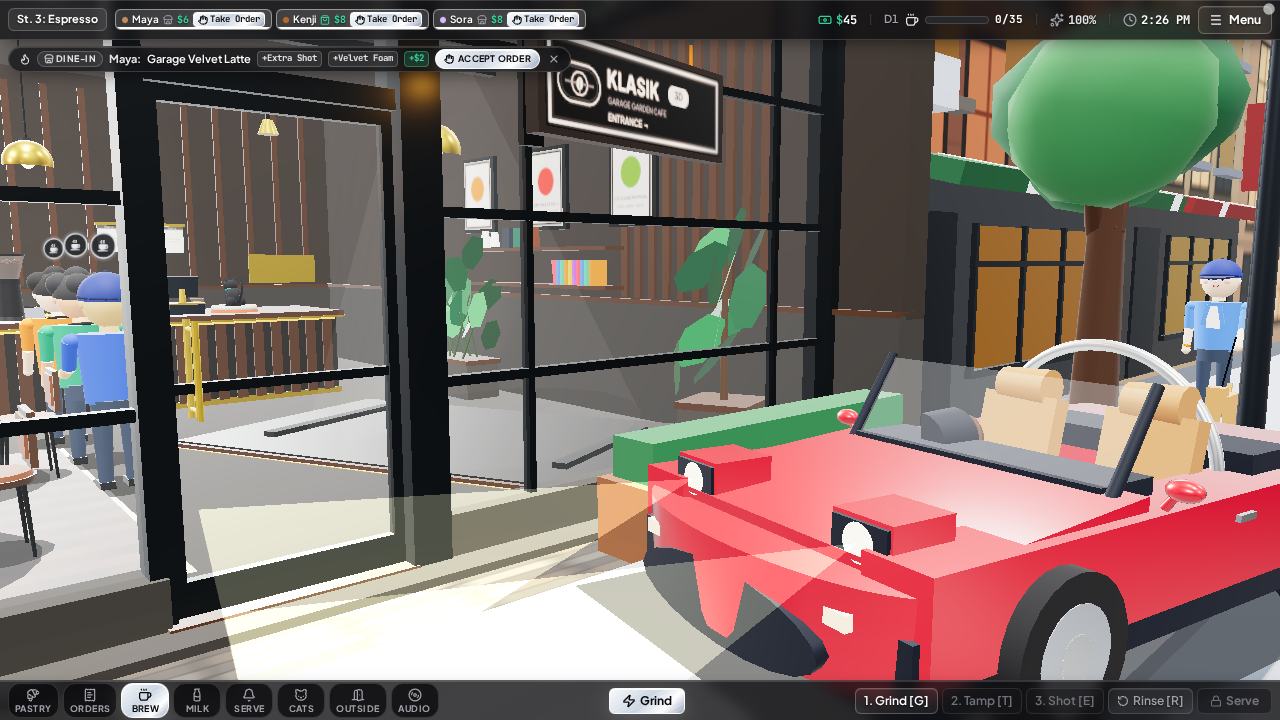 St. 3: Espresso
Maya $6 Take Order
Kenji $8 Take Order
Sora $8 Take Order
$45
D1 0/35
100%
2:26 PM
Menu
DINE-IN Maya: Garage Velvet Latte +Extra Shot +Velvet Foam +$2 ACCEPT ORDER
KLASIK 3D
GARAGE GARDEN CAFE
ENTRANCE
PASTRY
ORDERS
BREW
MILK
SERVE
CATS
OUTSIDE
AUDIO
Grind
1. Grind [G]
2. Tamp [T]
3. Shot [E]
Rinse [R]
Serve